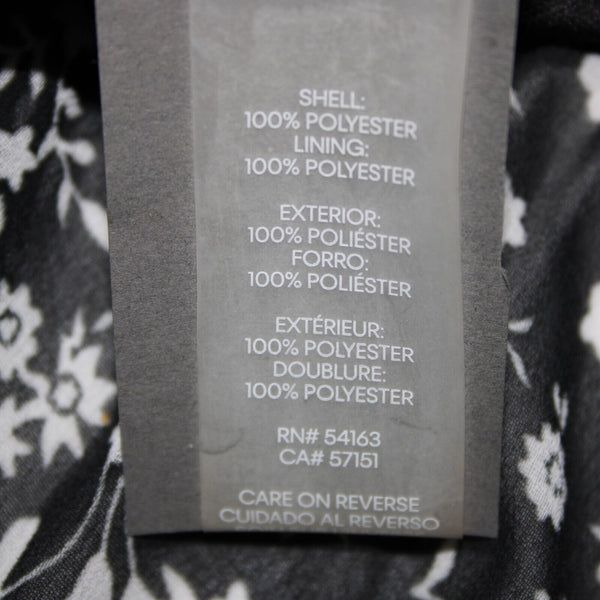 SHELL:
100% POLYESTER
LINING:
100% POLYESTER
EXTERIOR:
100% POLIÉSTER
FORRO:
100% POLIÉSTER
EXTÉRIEUR:
100% POLYESTER
DOUBLURE:
100% POLYESTER
RN# 54163
CA# 57151
CARE ON REVERSE
CUIDADO AL REVERSO